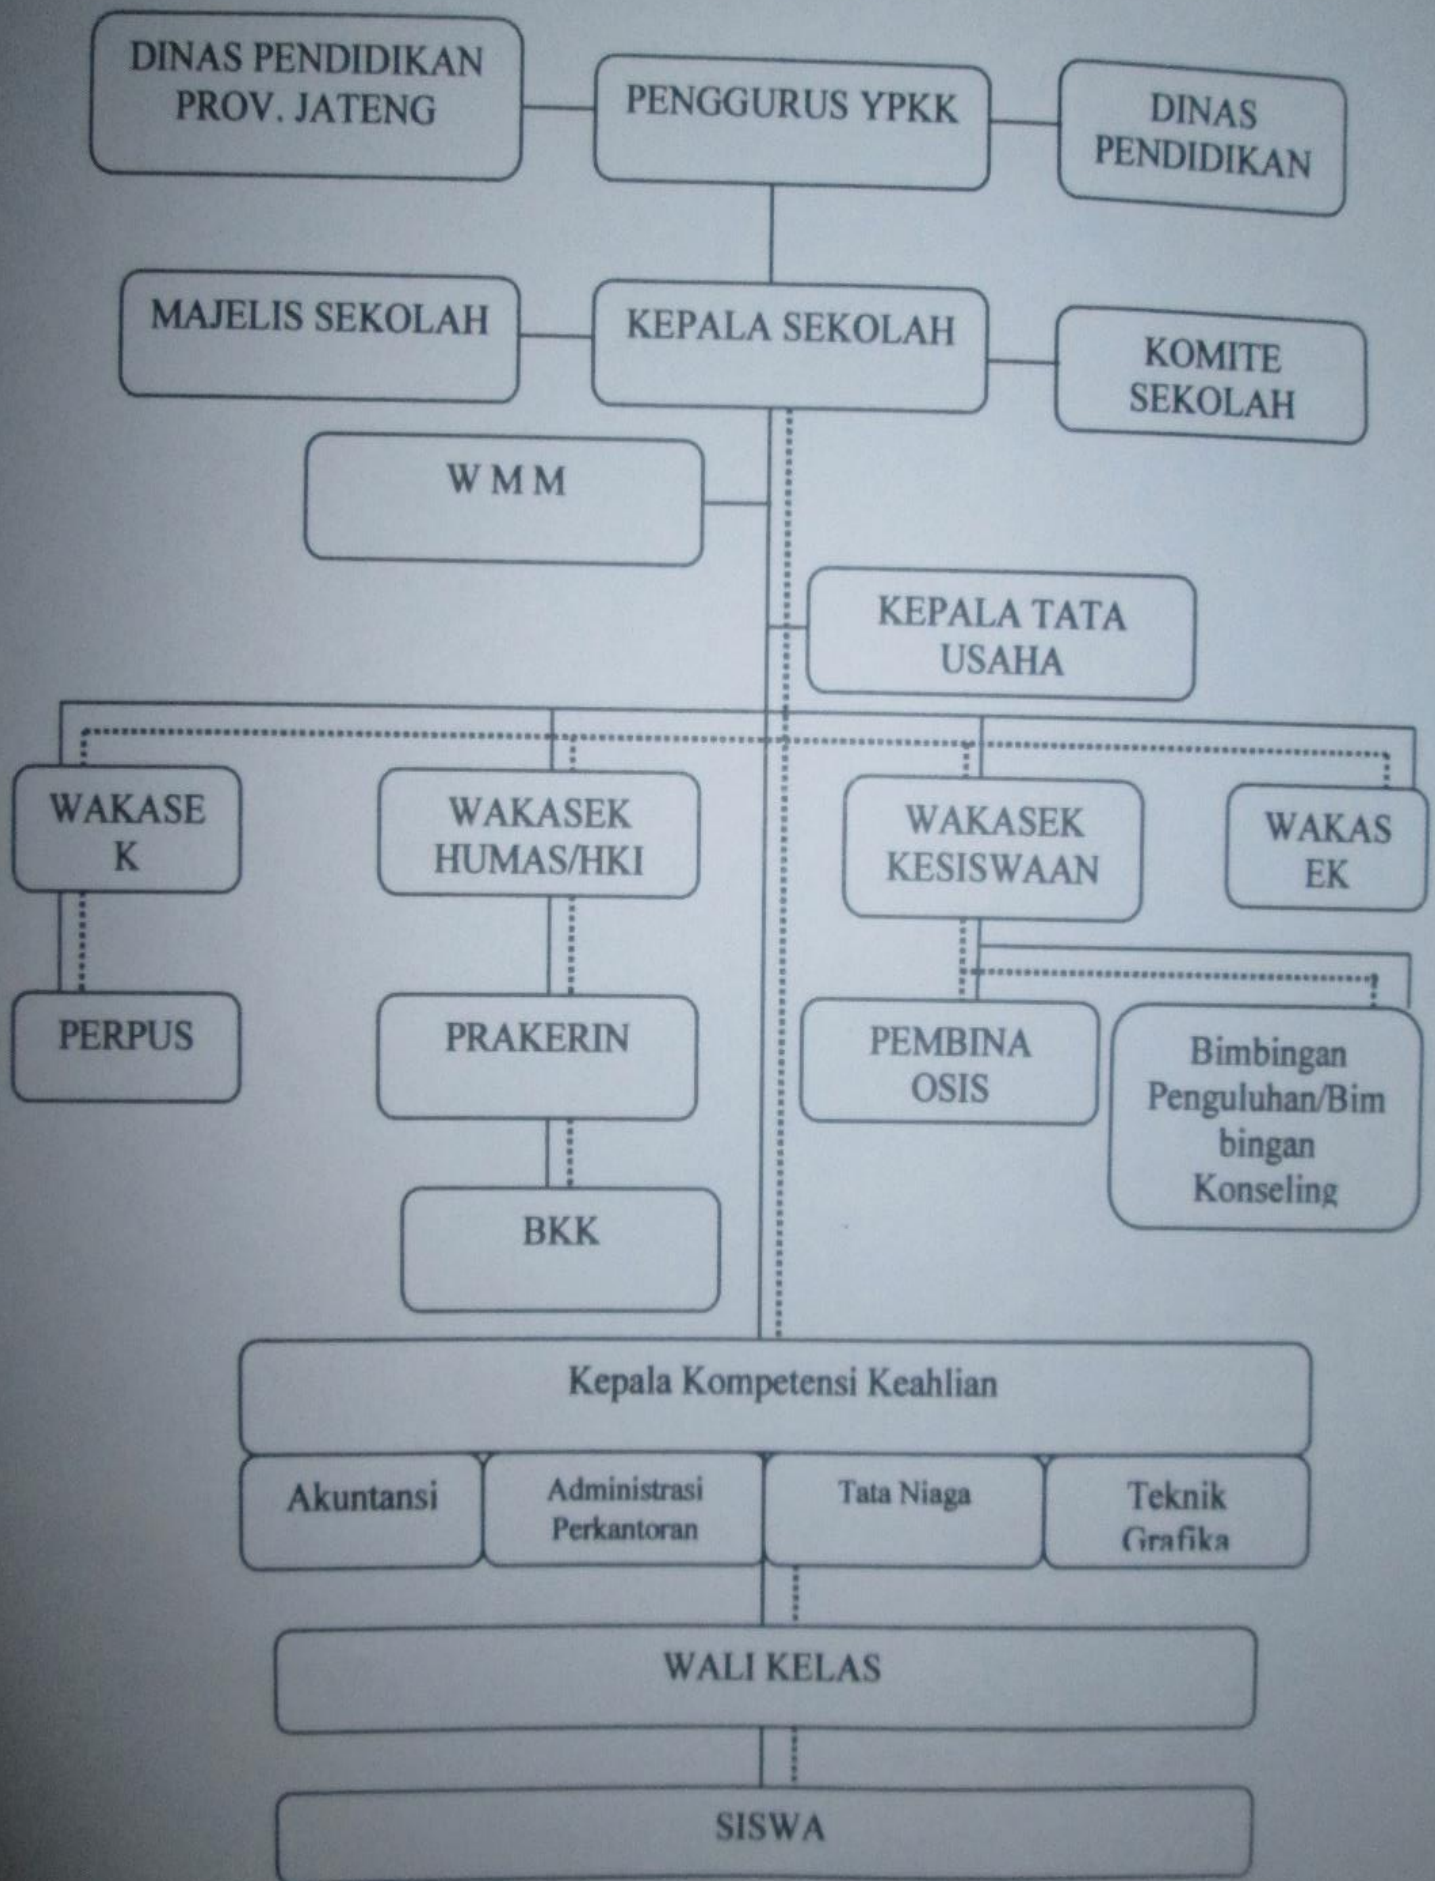 DINAS PENDIDIKAN
PROV. JATENG
PENGGURUS YPKK
DINAS
PENDIDIKAN
MAJELIS SEKOLAH
KEPALA SEKOLAH
KOMITE
SEKOLAH
W M M
KEPALA TATA
USAHA
WAKASE
K
WAKASEK
HUMAS/HKI
WAKASEK
KESISWAAN
WAKAS
EK
PERPUS
PRAKERIN
PEMBINA
OSIS
Bimbingan
Penguluhan/Bim
bingan
Konseling
BKK
Kepala Kompetensi Keahlian
Akuntansi
Administrasi
Perkantoran
Tata Niaga
Teknik
Grafika
WALI KELAS
SISWA